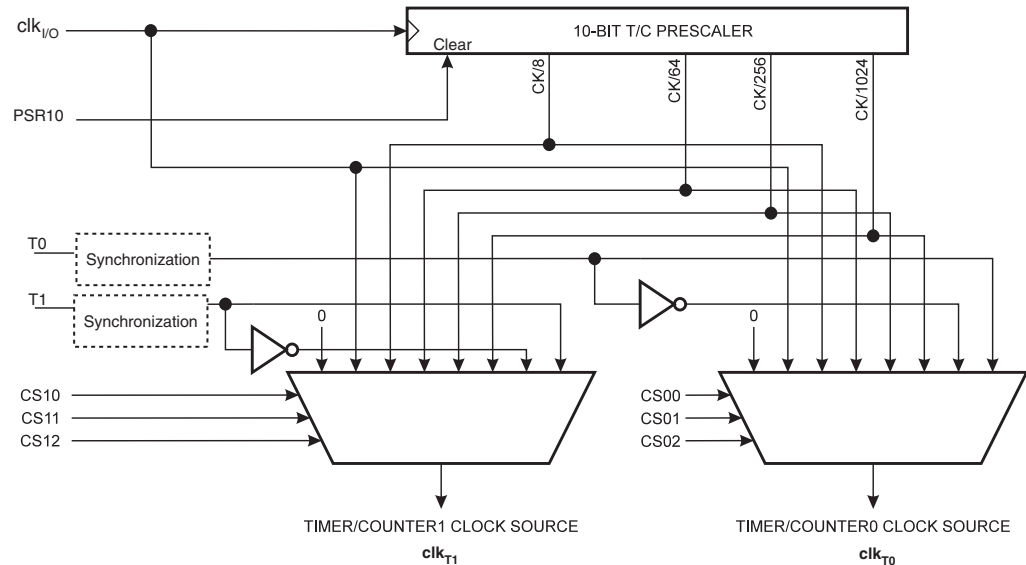 clkI/O
10-BIT T/C PRESCALER
Clear
PSR10
CK/8
CK/64
CK/256
CK/1024
T0
Synchronization
T1
Synchronization
0
0
CS10
CS11
CS12
CS00
CS01
CS02
TIMER/COUNTER1 CLOCK SOURCE
clkT1
TIMER/COUNTER0 CLOCK SOURCE
clkT0